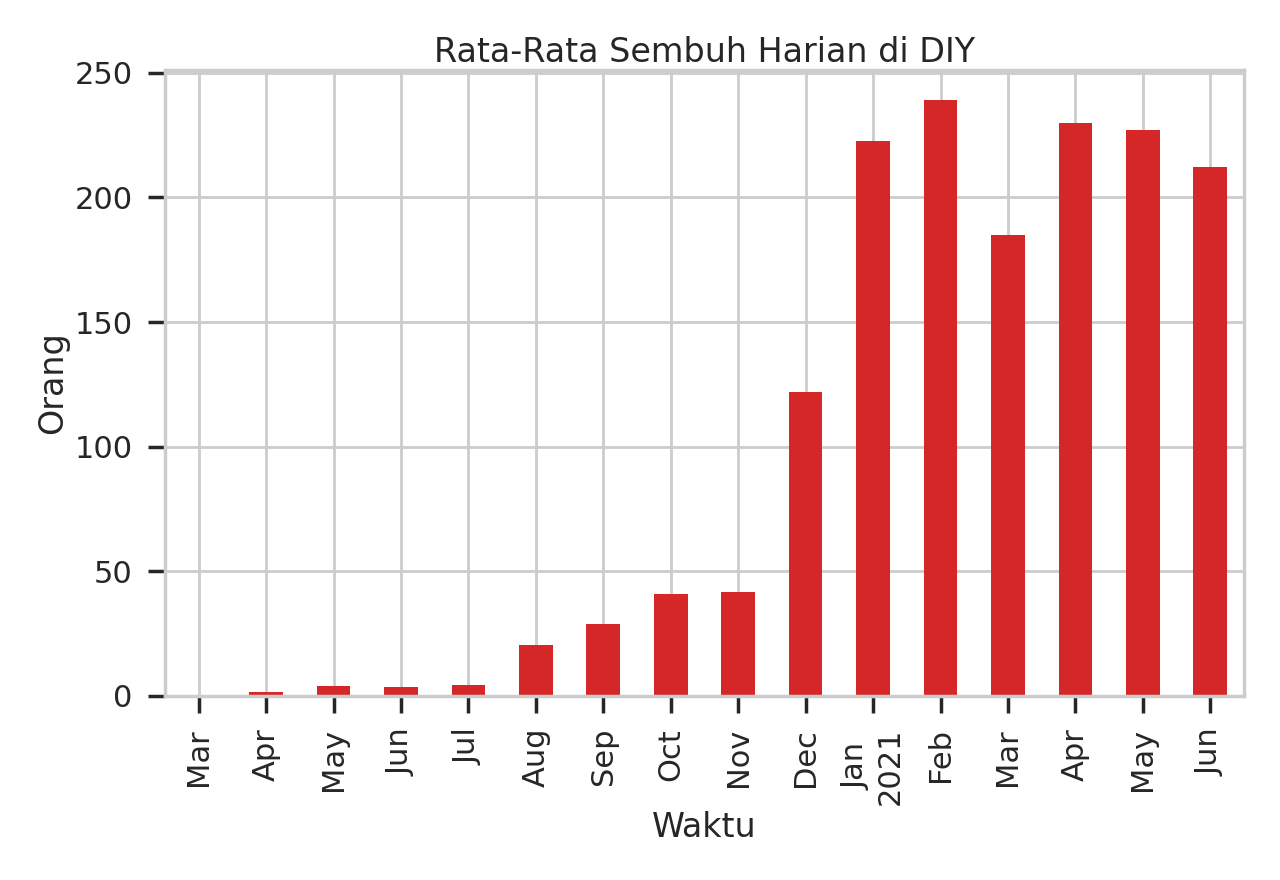 Rata-Rata Sembuh Harian di DIY
250
200
150
100
50
0
Orang
Mar
Apr
May
Jun
Jul
Aug
Sep
Oct
Nov
Dec
Jan
2021
Feb
Mar
Apr
May
Jun
Waktu